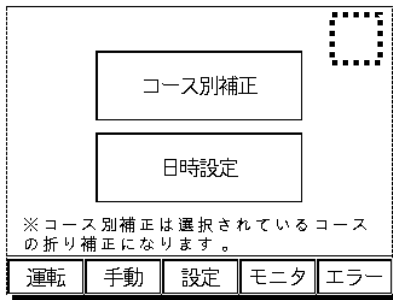 コース別補正
日時設定
※コース別補正は選択されているコース
の折り補正になります。
運転 手動 設定 モニタ エラー